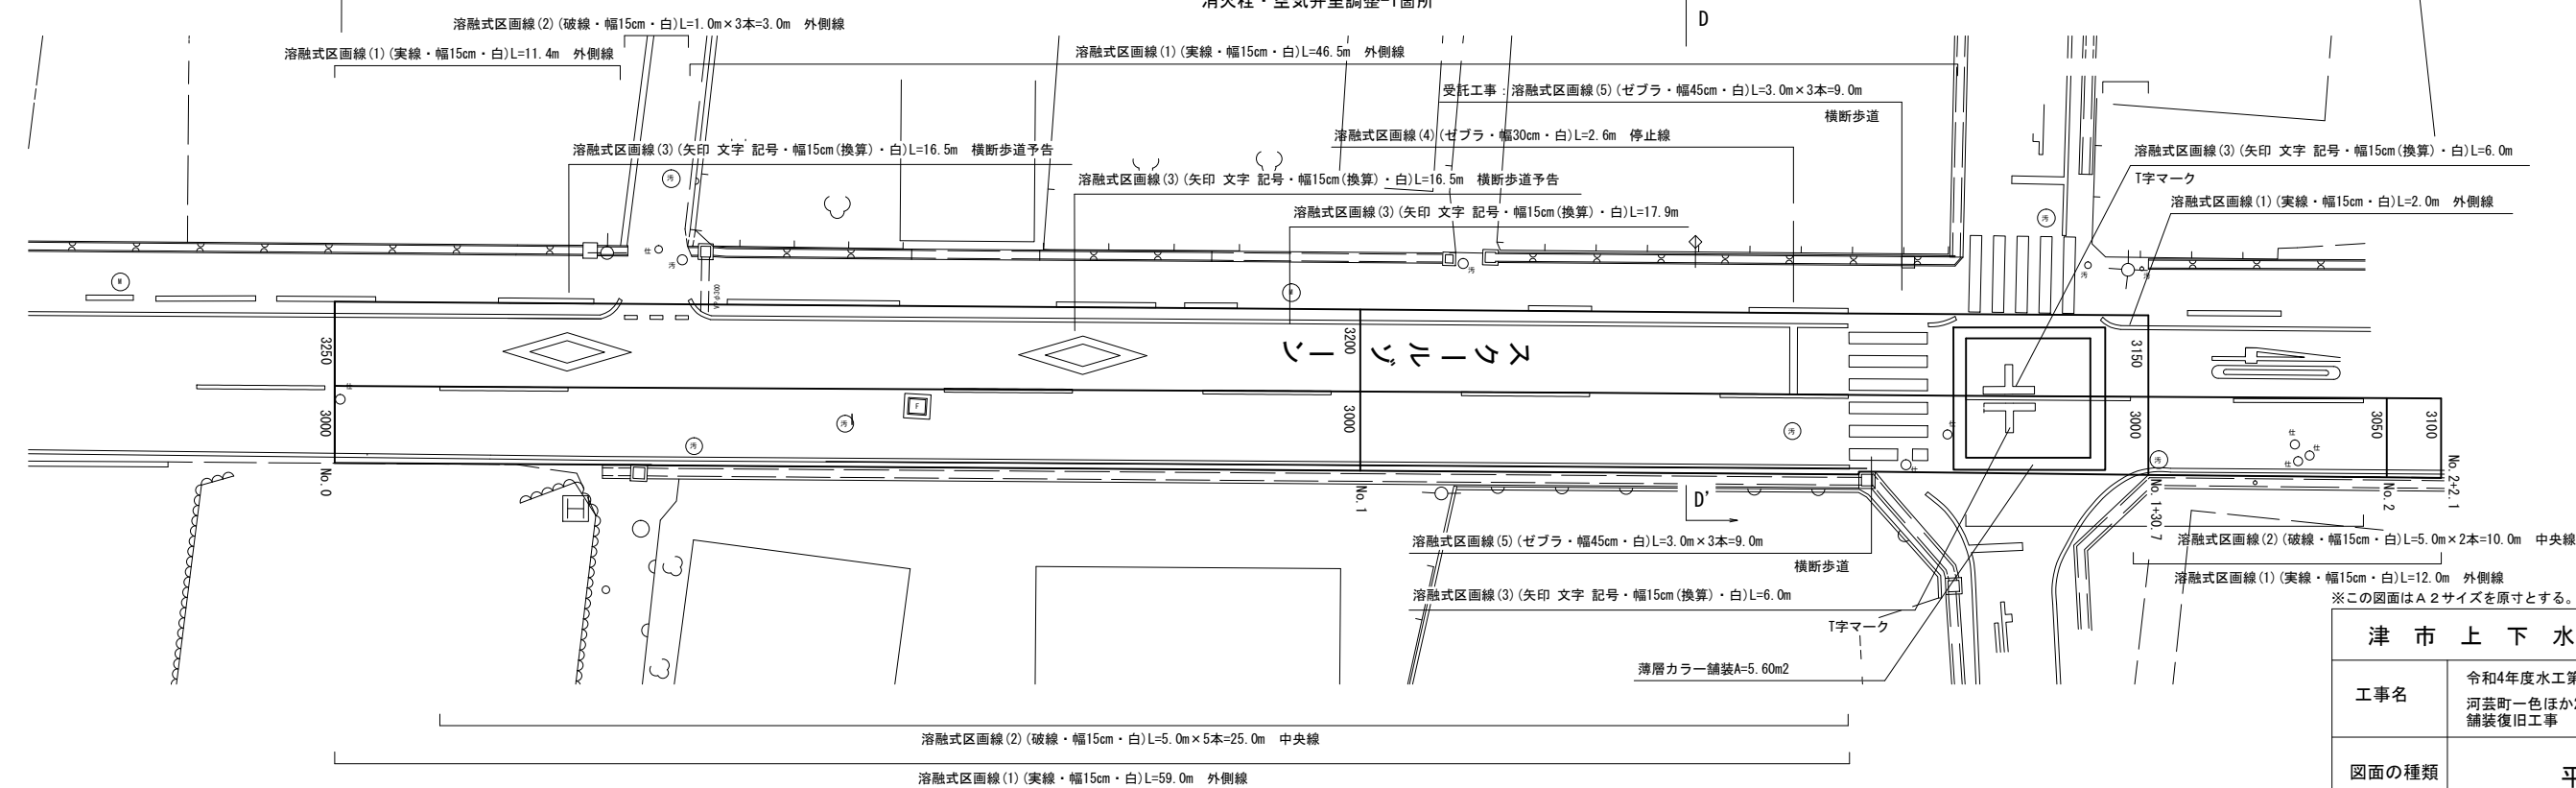 消火栓・空気弁室調整=1箇所
D
溶融式区画線(2)(破線・幅15cm・白)L=1.0m×3本=3.0m 外側線
溶融式区画線(1)(実線・幅15cm・白)L=11.4m 外側線
溶融式区画線(1)(実線・幅15cm・白)L=46.5m 外側線
受託工事：溶融式区画線(5)(ゼブラ・幅45cm・白)L=3.0m×3本=9.0m
横断歩道
溶融式区画線(4)(ゼブラ・幅30cm・白)L=2.6m 停止線
溶融式区画線(3)(矢印 文字 記号・幅15cm(換算)・白)L=16.5m 横断歩道予告
溶融式区画線(3)(矢印 文字 記号・幅15cm(換算)・白)L=6.0m
T字マーク
溶融式区画線(3)(矢印 文字 記号・幅15cm(換算)・白)L=16.5m 横断歩道予告
溶融式区画線(1)(実線・幅15cm・白)L=2.0m 外側線
溶融式区画線(3)(矢印 文字 記号・幅15cm(換算)・白)L=17.9m
汚
汚
仕
汚
汚
汚
汚
M
M
3250
3200
3150
スクールゾーン
仕
3000
3000
3000
3050
3100
F
汚
汚
汚
汚
仕
仕
仕
仕
仕
No.0
No.1
No.1+30.7
No.2
No.2+2.1
D'
溶融式区画線(5)(ゼブラ・幅45cm・白)L=3.0m×3本=9.0m
横断歩道
溶融式区画線(2)(破線・幅15cm・白)L=5.0m×2本=10.0m 中央線
溶融式区画線(1)(実線・幅15cm・白)L=12.0m 外側線
溶融式区画線(3)(矢印 文字 記号・幅15cm(換算)・白)L=6.0m
T字マーク
※この図面はA2サイズを原寸とする。
薄層カラー舗装A=5.60m2
溶融式区画線(2)(破線・幅15cm・白)L=5.0m×5本=25.0m 中央線
溶融式区画線(1)(実線・幅15cm・白)L=59.0m 外側線
津市上下水
工事名
令和4年度水工第
河芸町一色ほか
舗装復旧工事
図面の種類
平